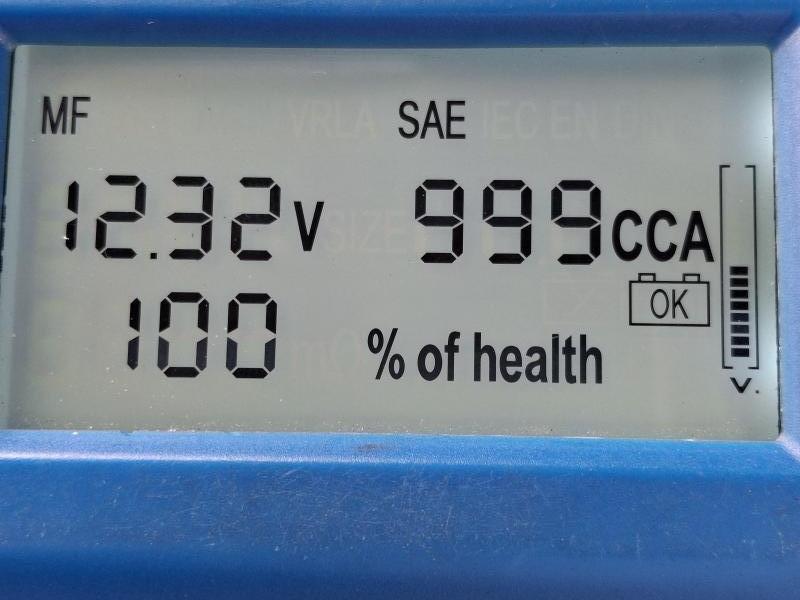 MF SAE
12.32 V 999 CCA
OK
100 % of health
V.